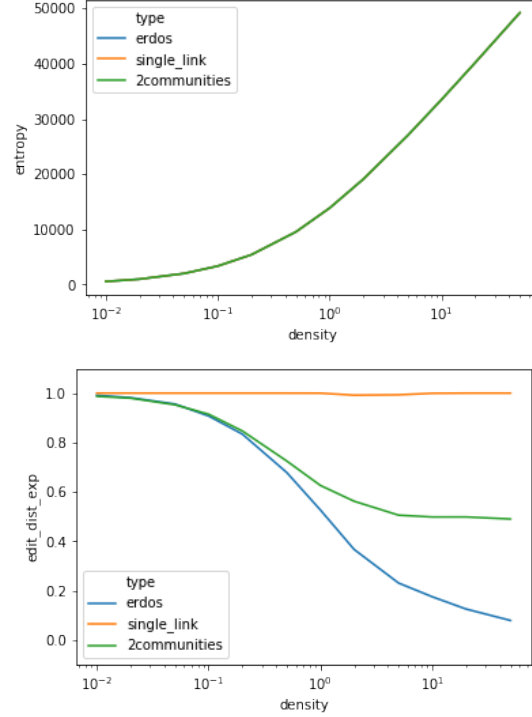 50000
40000
30000
20000
10000
0
entropy
type
erdos
single_link
2communities
10⁻² 10⁻¹ 10⁰ 10¹
density
1.0
0.8
0.6
0.4
0.2
0.0
edit_dist_exp
type
erdos
single_link
2communities
10⁻² 10⁻¹ 10⁰ 10¹
density